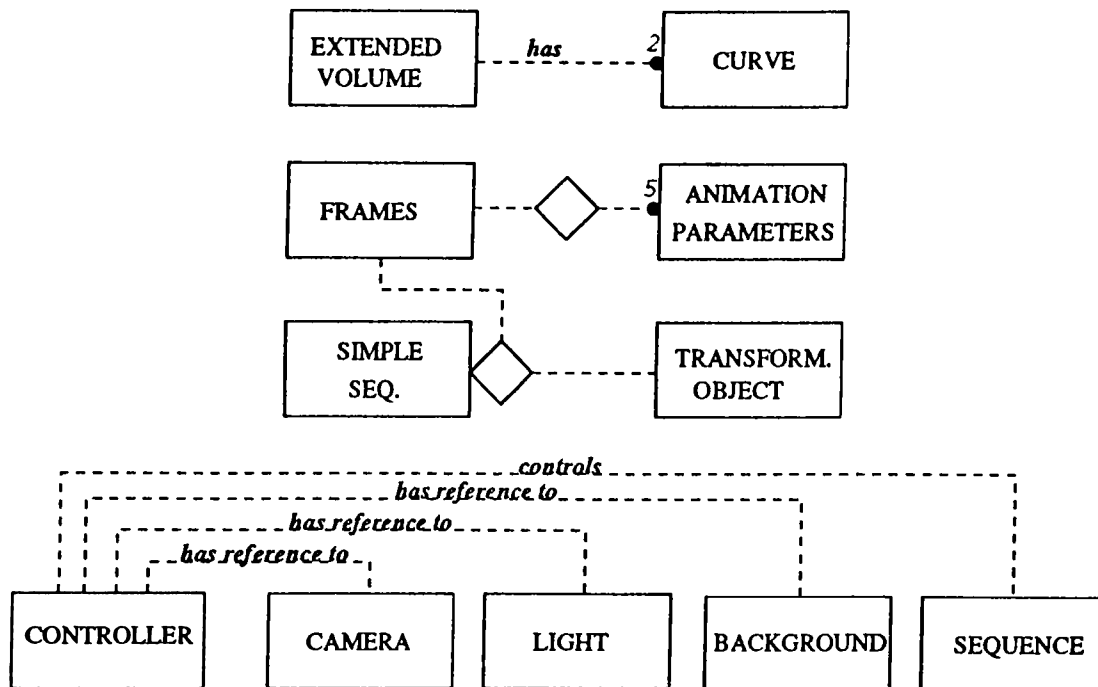 EXTENDED
VOLUME
has
2
CURVE
FRAMES
5
ANIMATION
PARAMETERS
SIMPLE
SEQ.
TRANSFORM.
OBJECT
controls
has reference to
has reference to
has reference to
CONTROLLER
CAMERA
LIGHT
BACKGROUND
SEQUENCE